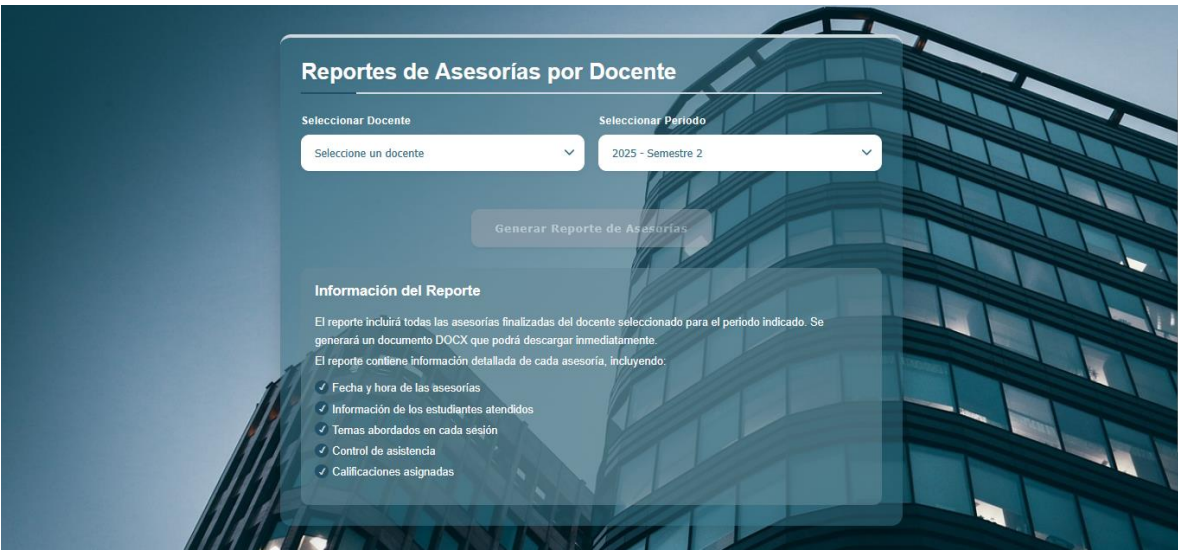 Reportes de Asesorías por Docente
Seleccionar Docente
Seleccionar Periodo
Seleccione un docente
2025 - Semestre 2
Generar Reporte de Asesorías
Información del Reporte
El reporte incluirá todas las asesorías finalizadas del docente seleccionado para el periodo indicado. Se
generará un documento DOCX que podrá descargar inmediatamente.
El reporte contiene información detallada de cada asesoría, incluyendo:
Fecha y hora de las asesorías
Información de los estudiantes atendidos
Temas abordados en cada sesión
Control de asistencia
Calificaciones asignadas